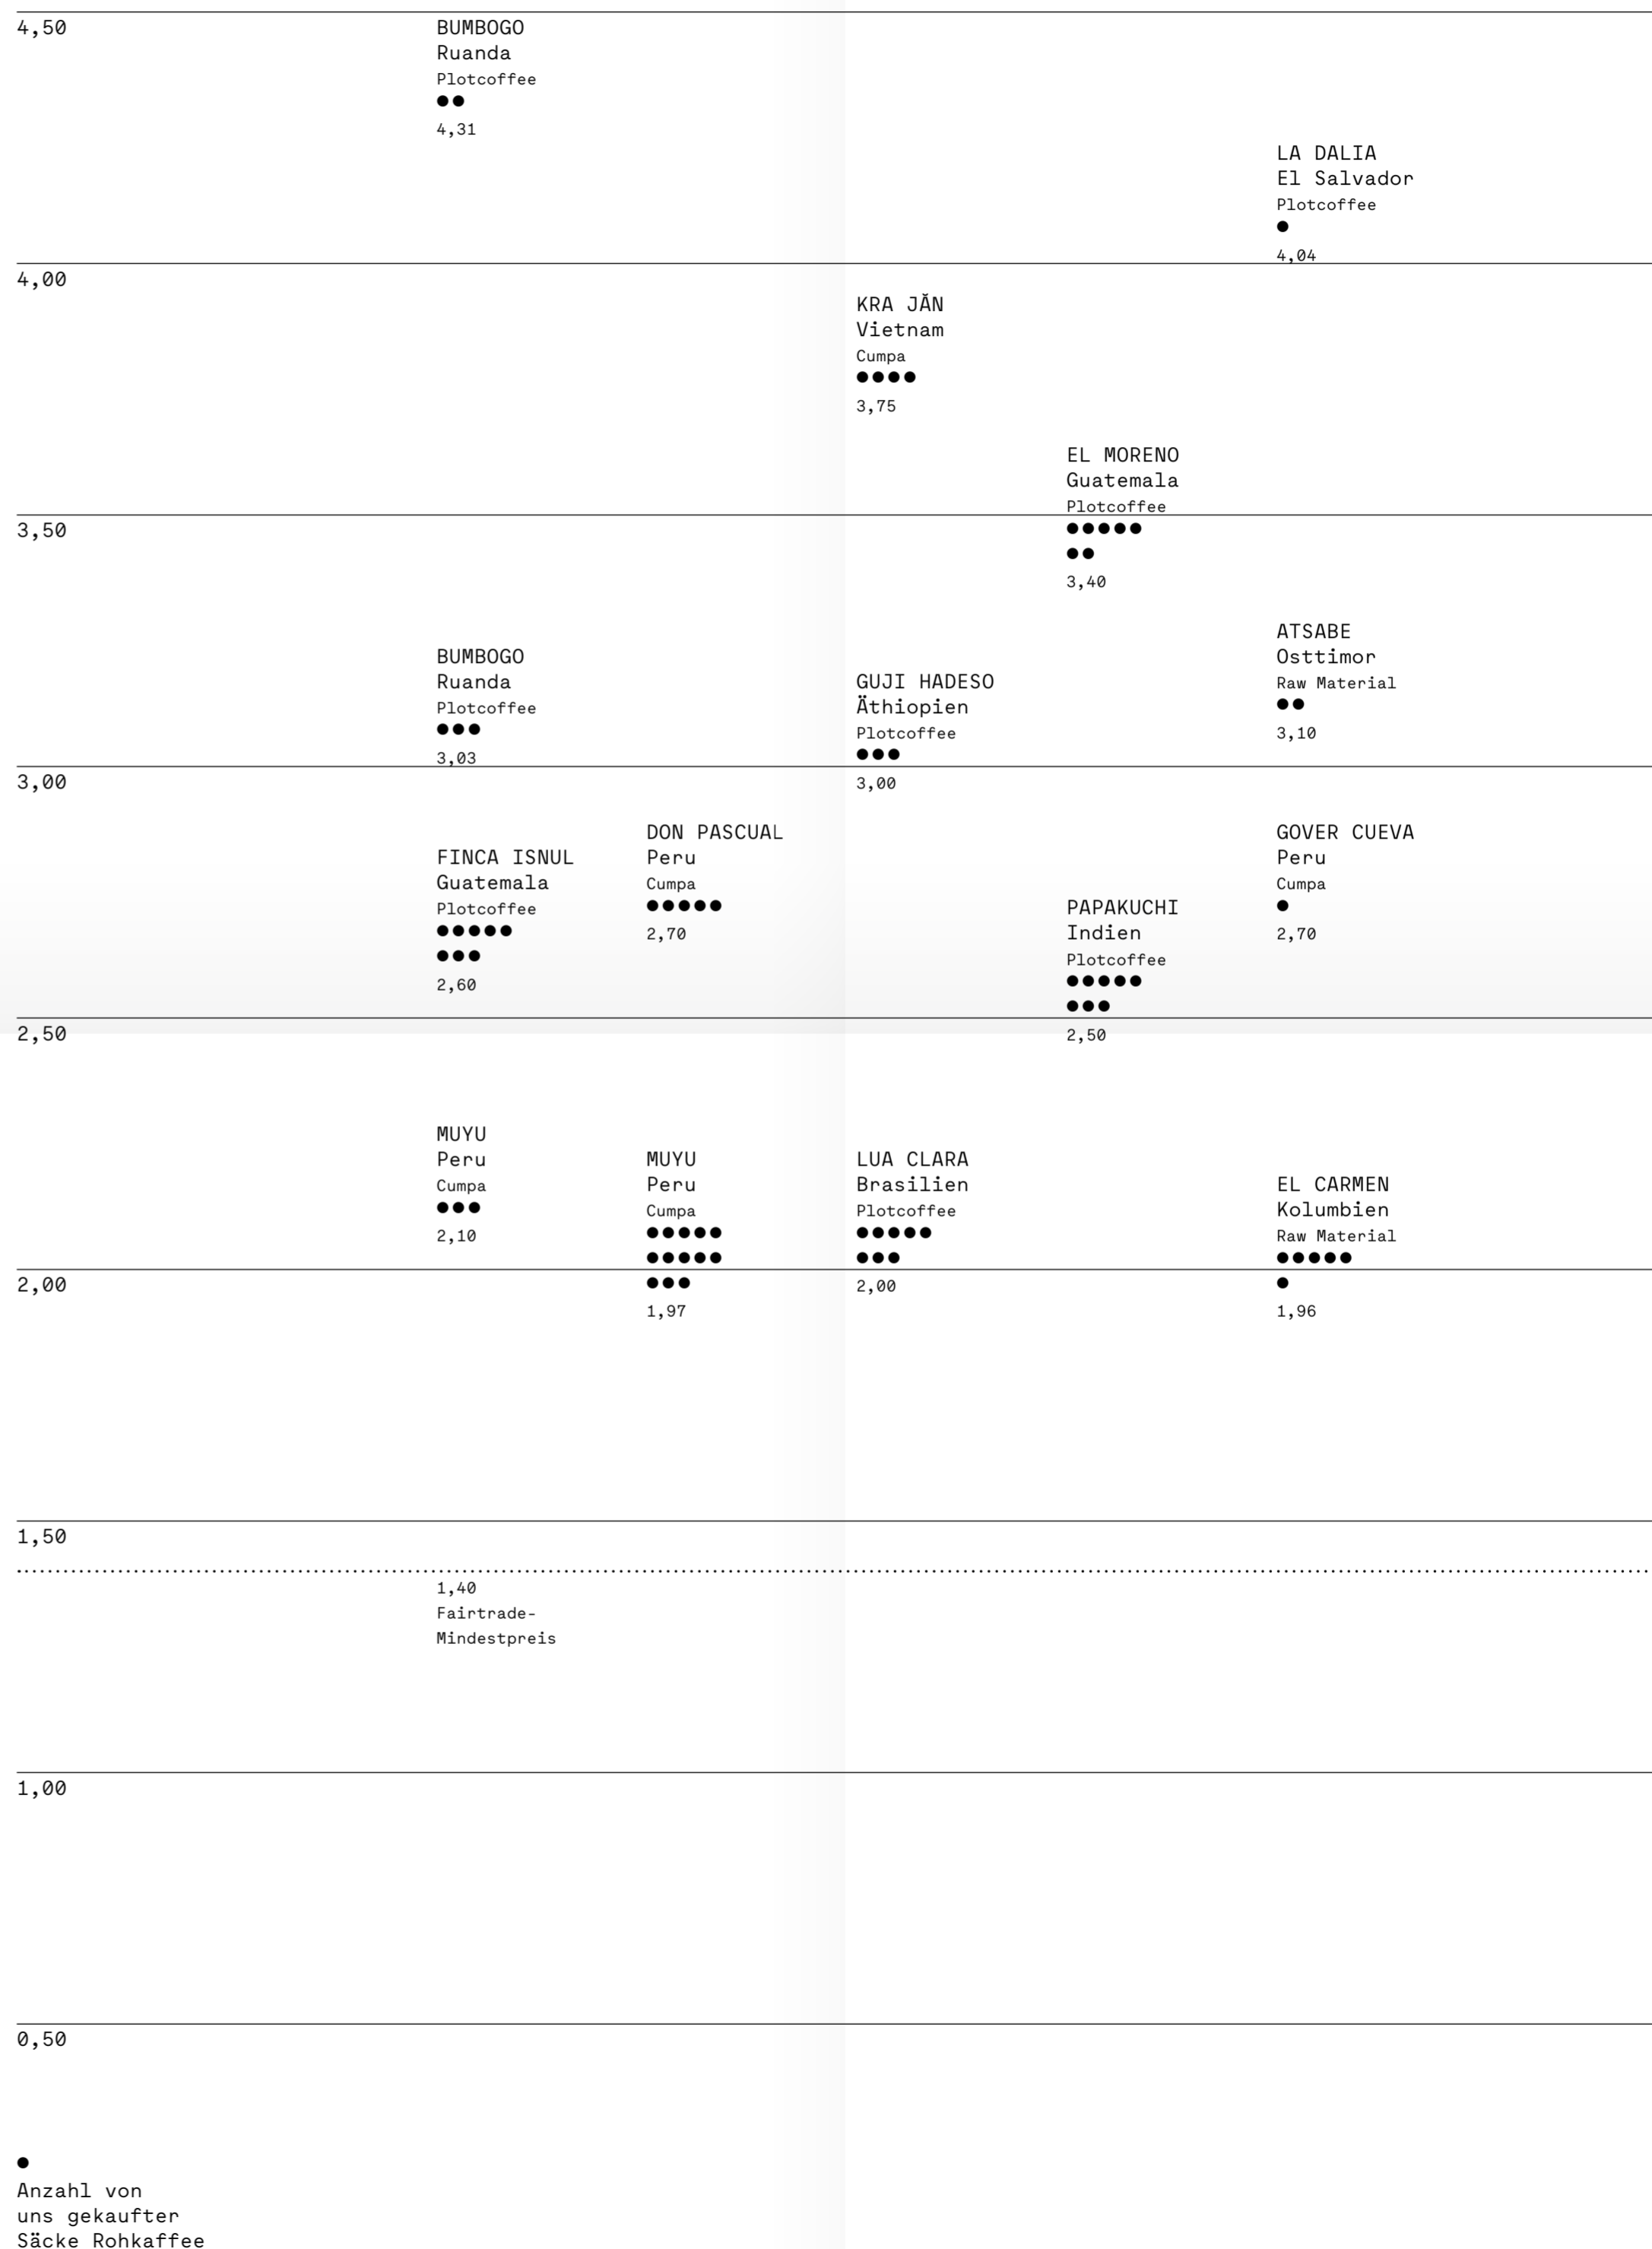 4,50
BUMBOGO
Ruanda
Plotcoffee
4,31
LA DALIA
El Salvador
Plotcoffee
4,04
4,00
KRA JĂN
Vietnam
Cumpa
3,75
EL MORENO
Guatemala
Plotcoffee
3,50
3,40
BUMBOGO
Ruanda
Plotcoffee
3,03
GUJI HADESO
Äthiopien
Plotcoffee
3,00
ATSABE
Osttimor
Raw Material
3,10
3,00
FINCA ISNUL
Guatemala
Plotcoffee
2,60
DON PASCUAL
Peru
Cumpa
2,70
PAPAKUCHI
Indien
Plotcoffee
2,50
GOVER CUEVA
Peru
Cumpa
2,70
2,50
MUYU
Peru
Cumpa
2,10
MUYU
Peru
Cumpa
1,97
LUA CLARA
Brasilien
Plotcoffee
2,00
EL CARMEN
Kolumbien
Raw Material
1,96
2,00
1,50
1,40
Fairtrade-
Mindestpreis
1,00
0,50
Anzahl von
uns gekaufter
Säcke Rohkaffee